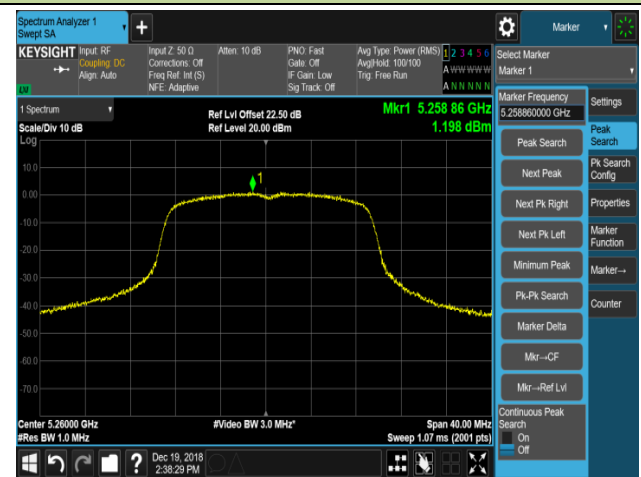 Spectrum Analyzer 1
Swept SA
Marker
KEYSIGHT
Input: RF
Coupling: DC
Align: Auto
Input Z: 50 Ω
Corrections: Off
Freq Ref: Int (S)
NFE: Adaptive
Atten: 10 dB
PNO: Fast
Gate: Off
IF Gain: Low
Sig Track: Off
Avg Type: Power (RMS)
Avg|Hold: 100/100
Trig: Free Run
1 2 3 4 5 6
A W W W W W
A N N N N N
Select Marker
Marker 1
LVI
1 Spectrum
Scale/Div 10 dB
Log
Ref Lvl Offset 22.50 dB
Ref Level 20.00 dBm
Mkr1 5.258 86 GHz
1.198 dBm
Marker Frequency
5.258860000 GHz
Settings
Peak Search
Peak
Search
Next Peak
Pk Search
Config
Next Pk Right
Properties
Next Pk Left
Marker
Function
Minimum Peak
Marker→
Pk-Pk Search
Counter
Marker Delta
Mkr→CF
Mkr→Ref Lvl
Continuous Peak
Search
On
Off
10.0
0.00
-10.0
-20.0
-30.0
-40.0
-50.0
-60.0
-70.0
1
Center 5.26000 GHz
#Res BW 1.0 MHz
#Video BW 3.0 MHz*
Span 40.00 MHz
Sweep 1.07 ms (2001 pts)
?
Dec 19, 2018
2:38:29 PM